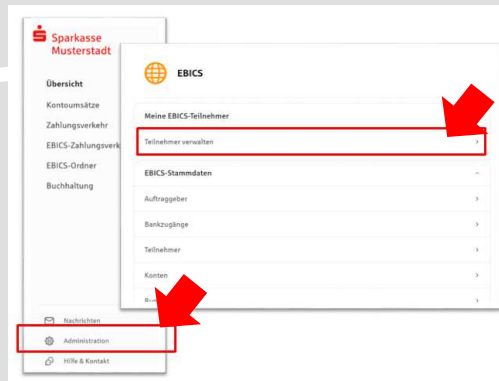 Sparkasse
Musterstadt
Übersicht
Kontoumsätze
Zahlungsverkehr
EBICS-Zahlungsverk
EBICS-Ordner
Buchhaltung
Nachrichten
Administration
Hilfe & Kontakt
EBICS
Meine EBICS-Teilnehmer
Teilnehmer verwalten
EBICS-Stammdaten
Auftraggeber
Bankzugänge
Teilnehmer
Konten